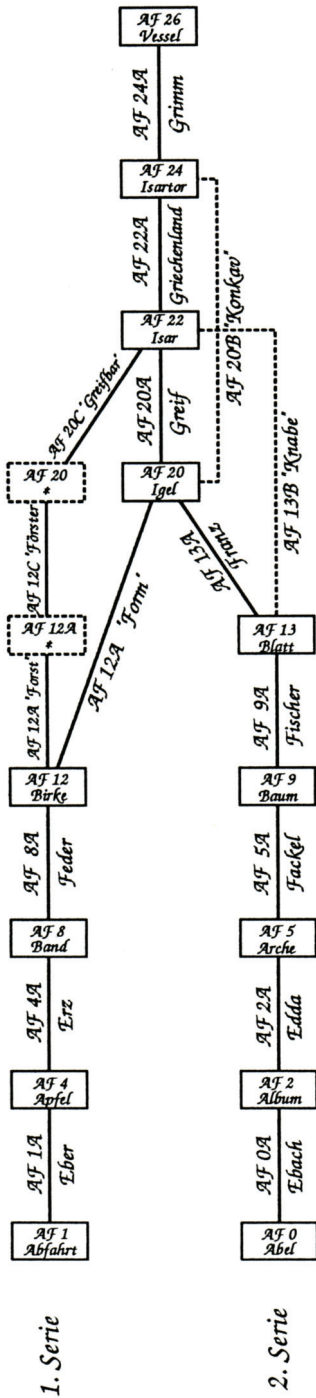 AF 26
Vessel
AF 24A
Grimm
AF 24
Isartor
AF 22A
Griechenland
AF 20B 'Konkav'
AF 22
Isar
AF 20C 'Greifbar'
AF 20A
Greif
AF 13B 'Knabe'
AF 20
*
AF 20
Igel
AF 12C 'Förster'
AF 12A 'Form'
AF 13A
Franz
AF 12A
*
AF 13
Blatt
AF 12A 'Forst'
AF 9A
Fischer
AF 12
Birke
AF 9
Baum
AF 8A
Feder
AF 5A
Fackel
AF 8
Band
AF 5
Arche
AF 4A
Erz
AF 2A
Edda
AF 4
Apfel
AF 2
Album
AF 1A
Eber
AF 0A
Ebach
AF 1
Abfahrt
AF 0
Abel
1. Serie
2. Serie